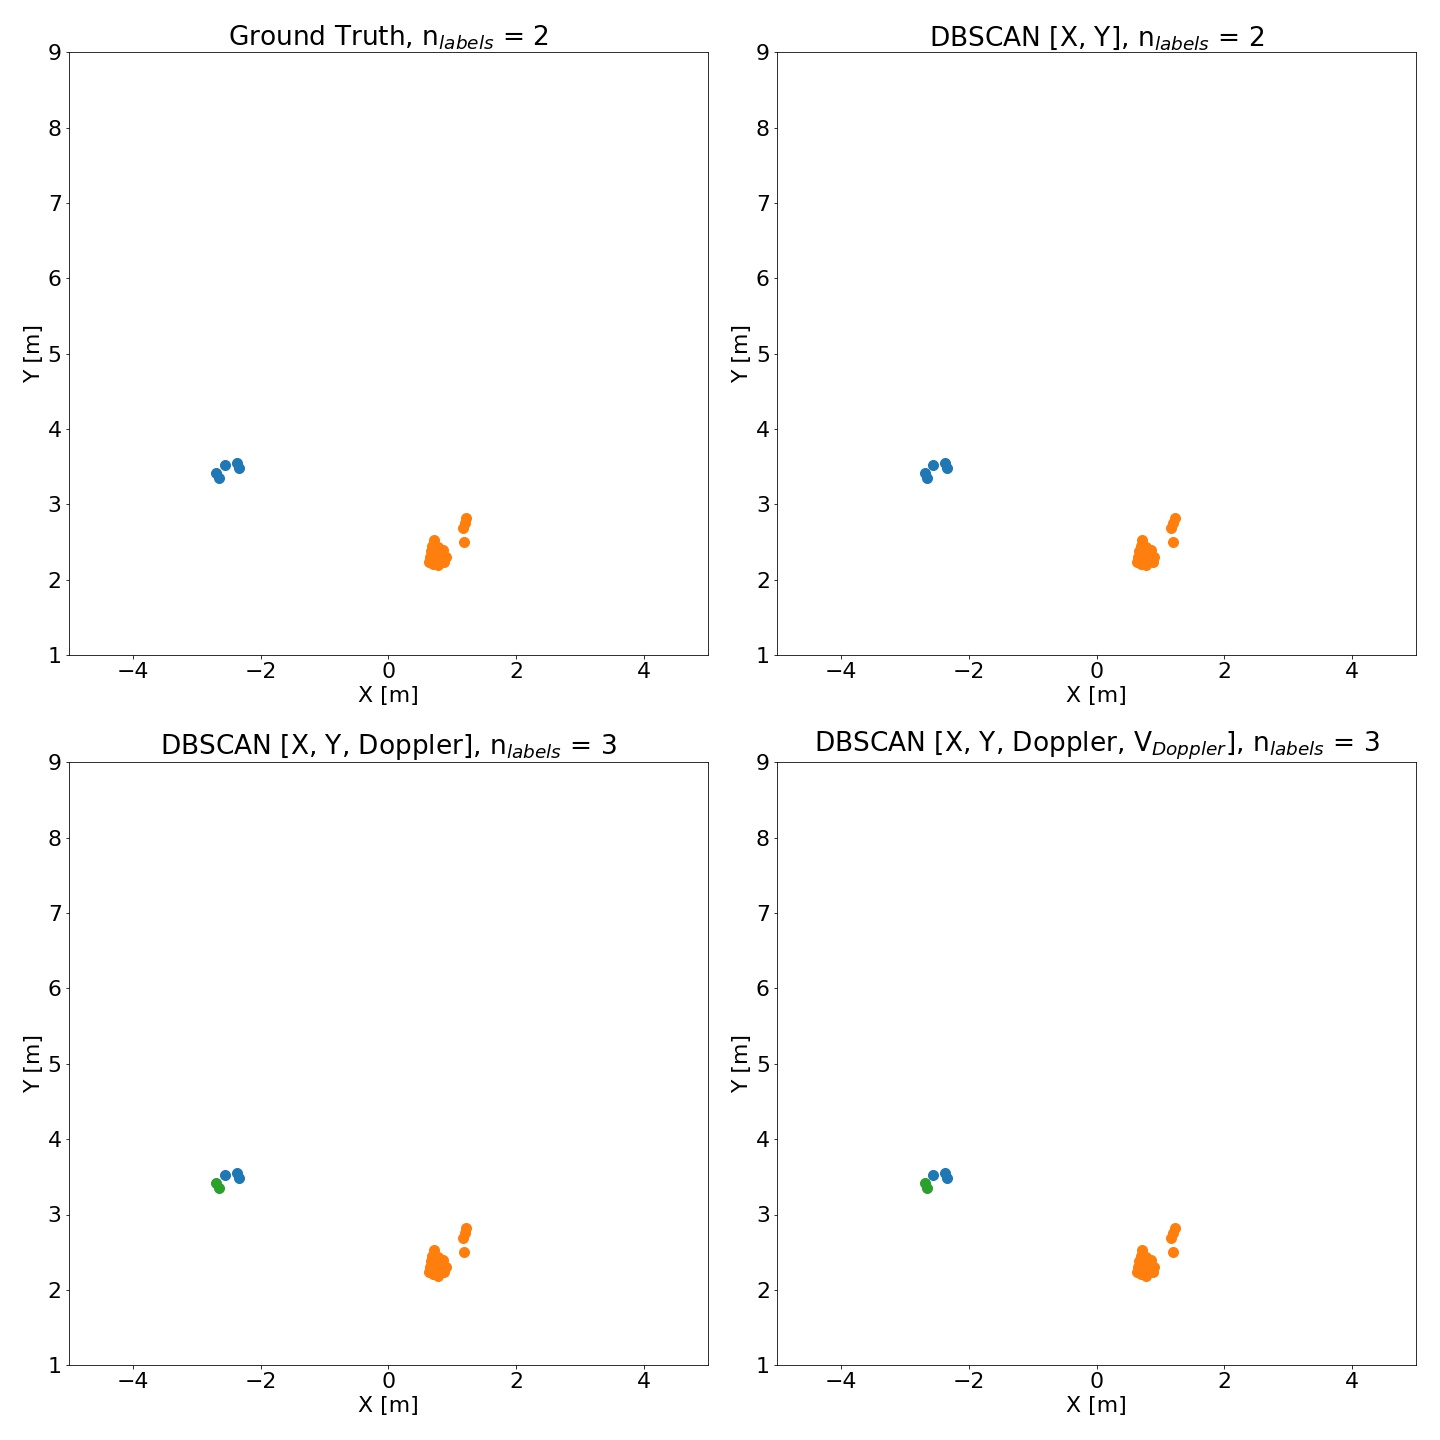 Ground Truth, n_labels = 2
9
8
7
6
5
4
3
2
1
Y [m]
−4 −2 0 2 4
X [m]
DBSCAN [X, Y], n_labels = 2
9
8
7
6
5
4
3
2
1
Y [m]
−4 −2 0 2 4
X [m]
DBSCAN [X, Y, Doppler], n_labels = 3
9
8
7
6
5
4
3
2
1
Y [m]
−4 −2 0 2 4
X [m]
DBSCAN [X, Y, Doppler, V_Doppler], n_labels = 3
9
8
7
6
5
4
3
2
1
Y [m]
−4 −2 0 2 4
X [m]